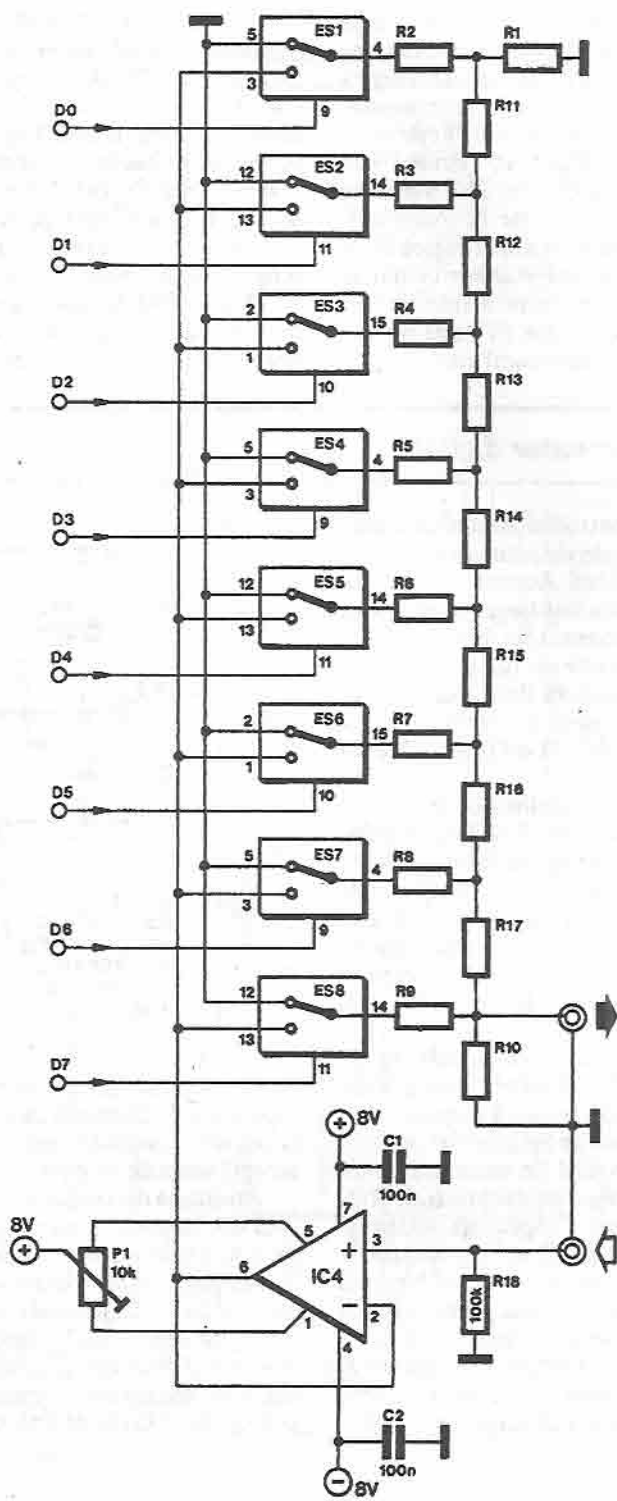 5 ES1 4 R2 R1
3
9
D0
R11
12 ES2 14 R3
13
11
D1
R12
2 ES3 15 R4
1
10
D2
R13
5 ES4 4 R5
3
9
D3
R14
12 ES5 14 R6
13
11
D4
R15
2 ES6 15 R7
1
10
D5
R16
5 ES7 4 R8
3
9
D6
R17
12 ES8 14 R9
13
11
D7
R10
+ 8V
C1
100n
7
8V
+
P1
10k
5
6
+ 3
IC4
1
− 2
4
R18
100k
C2
100n
− 8V